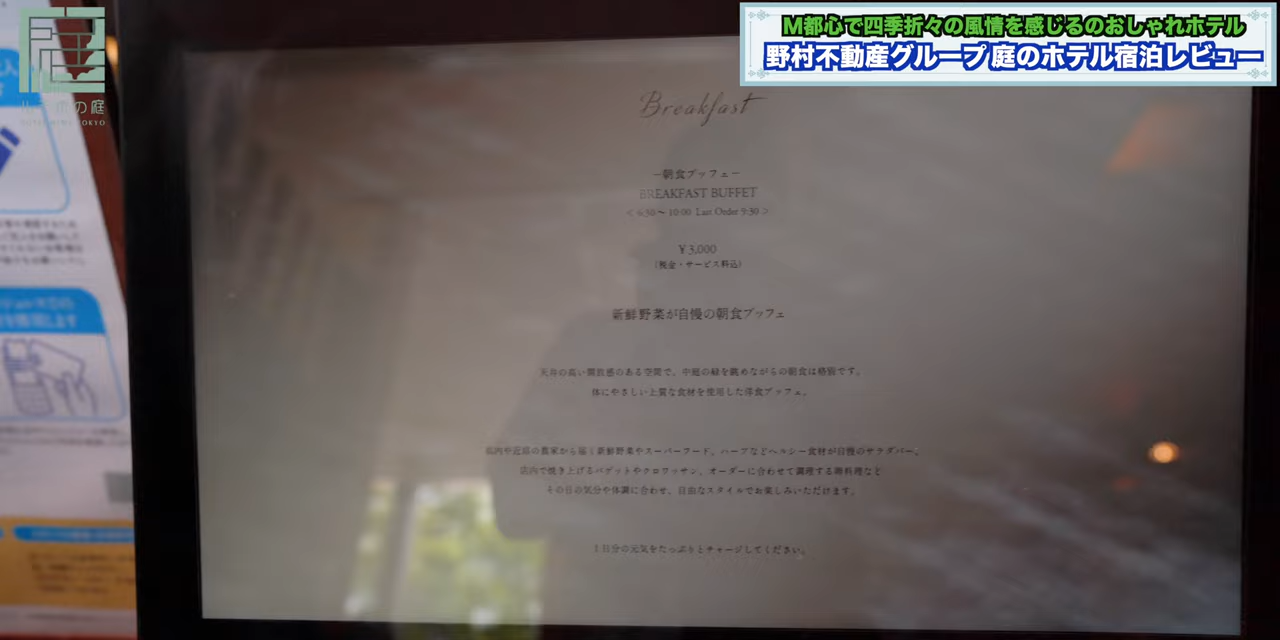 M都心で四季折々の風情を感じるのおしゃれホテル
野村不動産グループ 庭のホテル宿泊レビュー
Breakfast
－朝食ブッフェ－
BREAKFAST BUFFET
< 6:30～10:00 Last Order 9:30 >
￥3,000
(税金・サービス料込)
新鮮野菜が自慢の朝食ブッフェ
天井の高い開放感のある空間で、中庭の緑を眺めながらの朝食は格別です。
体にやさしい上質な食材を使用した洋食ブッフェ。
都内や近県の農家から届く新鮮野菜やスーパーフード、ハーブなどヘルシー食材が自慢のサラダバー、
店内で焼き上げるバゲットやクロワッサン、オーダーに合わせて調理する卵料理など
その日の気分や体調に合わせ、自由なスタイルでお楽しみいただけます。
1日分の元気をたっぷりとチャージしてください。